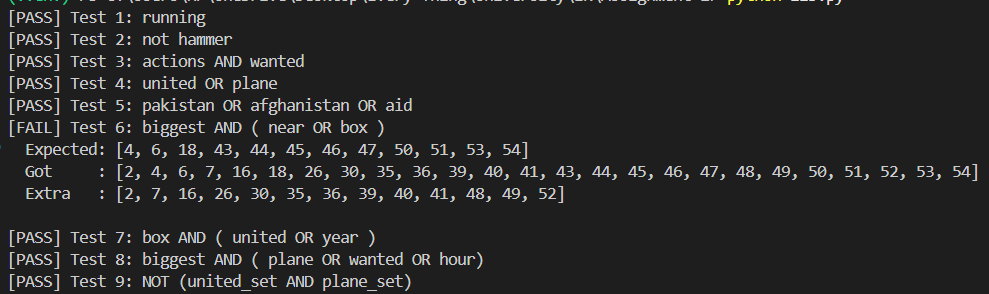 [PASS] Test 1: running
[PASS] Test 2: not hammer
[PASS] Test 3: actions AND wanted
[PASS] Test 4: united OR plane
[PASS] Test 5: pakistan OR afghanistan OR aid
[FAIL] Test 6: biggest AND ( near OR box )
  Expected: [4, 6, 18, 43, 44, 45, 46, 47, 50, 51, 53, 54]
  Got     : [2, 4, 6, 7, 16, 18, 26, 30, 35, 36, 39, 40, 41, 43, 44, 45, 46, 47, 48, 49, 50, 51, 52, 53, 54]
  Extra   : [2, 7, 16, 26, 30, 35, 36, 39, 40, 41, 48, 49, 52]
[PASS] Test 7: box AND ( united OR year )
[PASS] Test 8: biggest AND ( plane OR wanted OR hour)
[PASS] Test 9: NOT (united_set AND plane_set)